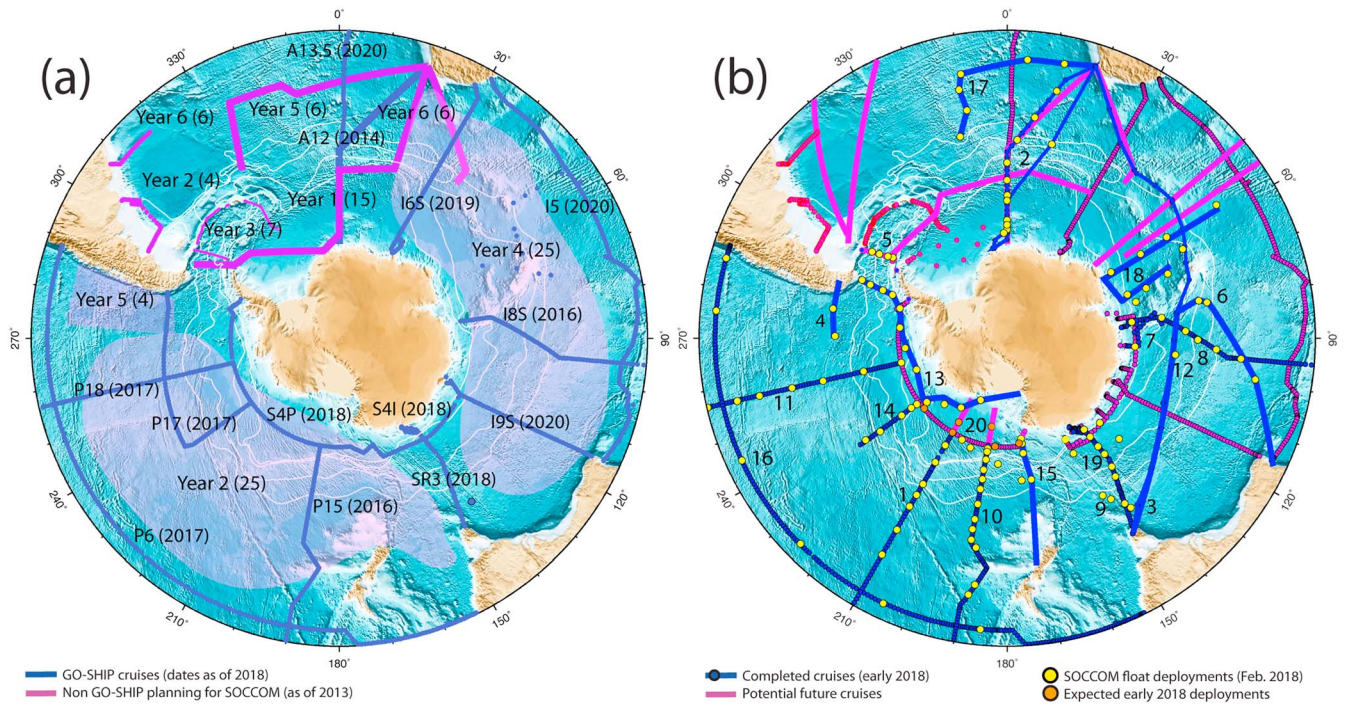 (a)
0°
30°
60°
90°
120°
150°
180°
210°
240°
270°
300°
330°
A13.5 (2020)
Year 5 (6)
Year 6 (6)
Year 6 (6)
A12 (2014)
Year 2 (4)
Year 1 (15)
I6S (2019)
I5 (2020)
Year 3 (7)
Year 4 (25)
Year 5 (4)
I8S (2016)
P18 (2017)
P17 (2017)
S4P (2018)
S4I (2018)
I9S (2020)
Year 2 (25)
SR3 (2018)
P15 (2016)
P6 (2017)
GO-SHIP cruises (dates as of 2018)
Non GO-SHIP planning for SOCCOM (as of 2013)
(b)
0°
30°
60°
90°
120°
150°
180°
210°
240°
270°
300°
330°
17
2
5
18
4
6
7
8
12
13
11
14
20
16
19
15
1
10
9
3
Completed cruises (early 2018)
Potential future cruises
SOCCOM float deployments (Feb. 2018)
Expected early 2018 deployments